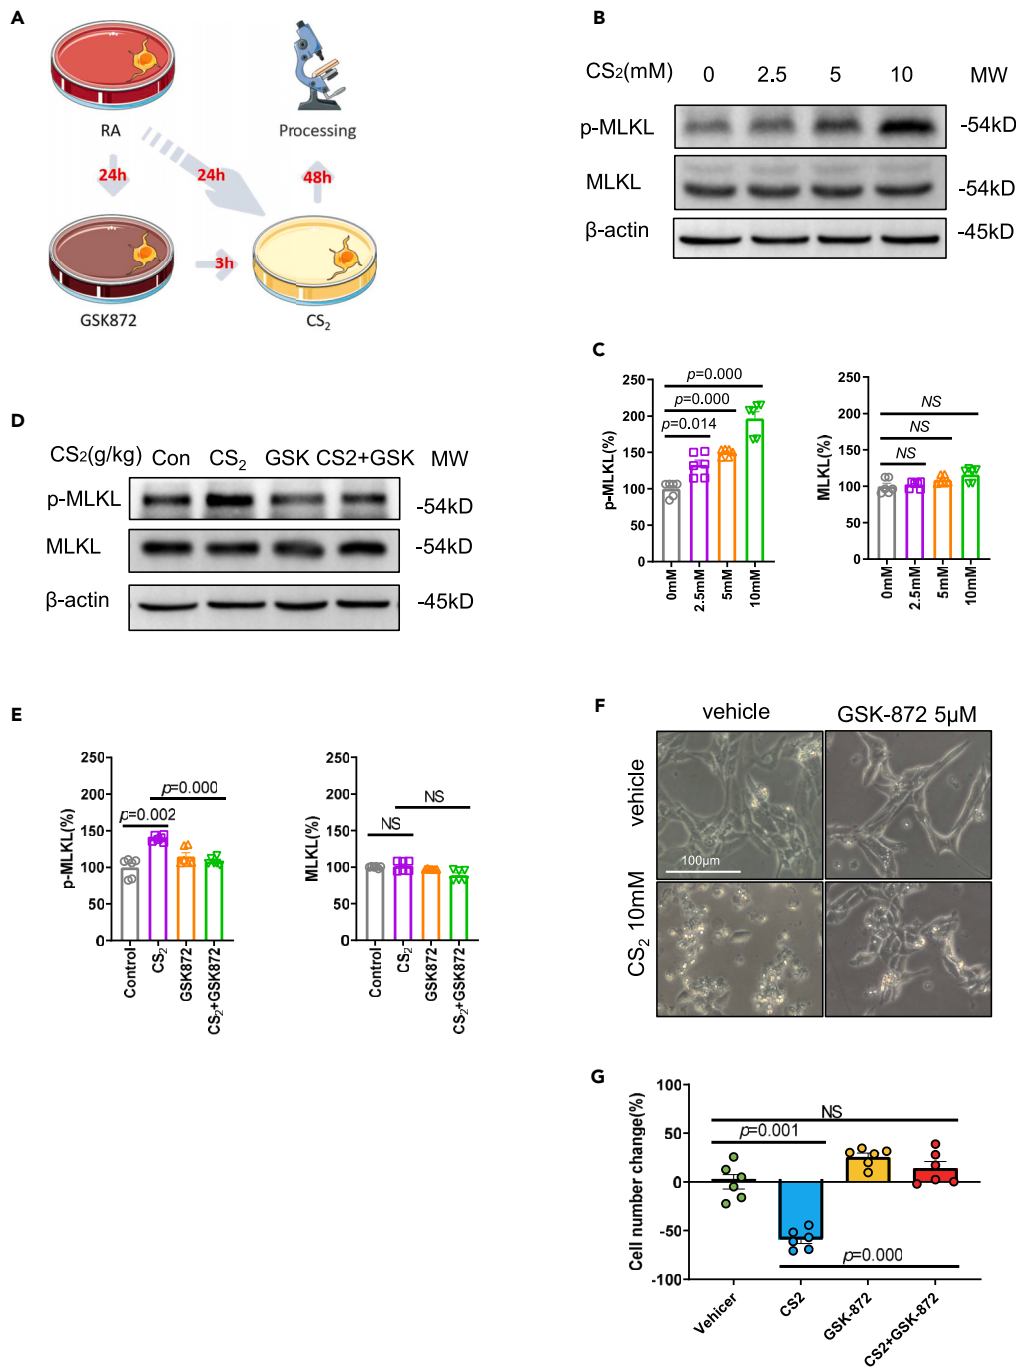 A
RA
Processing
24h
24h
48h
3h
GSK872
CS₂
B
CS₂(mM) 0 2.5 5 10 MW
p-MLKL -54kD
MLKL -54kD
β-actin -45kD
C
250
200
150
100
50
0
p-MLKL(%)
p=0.000
p=0.000
p=0.014
0mM
2.5mM
5mM
10mM
250
200
150
100
50
0
MLKL(%)
NS
NS
NS
0mM
2.5mM
5mM
10mM
D
CS₂(g/kg) Con CS₂ GSK CS2+GSK MW
p-MLKL -54kD
MLKL -54kD
β-actin -45kD
E
250
200
150
100
50
0
p-MLKL(%)
p=0.000
p=0.002
Control
CS₂
GSK872
CS₂+GSK872
250
200
150
100
50
0
MLKL(%)
NS
NS
Control
CS₂
GSK872
CS₂+GSK872
F
vehicle GSK-872 5μM
vehicle
100μm
CS₂ 10mM
G
100
50
0
-50
-100
Cell number change(%)
NS
p=0.001
p=0.000
Vehicer
CS2
GSK-872
CS2+GSK-872